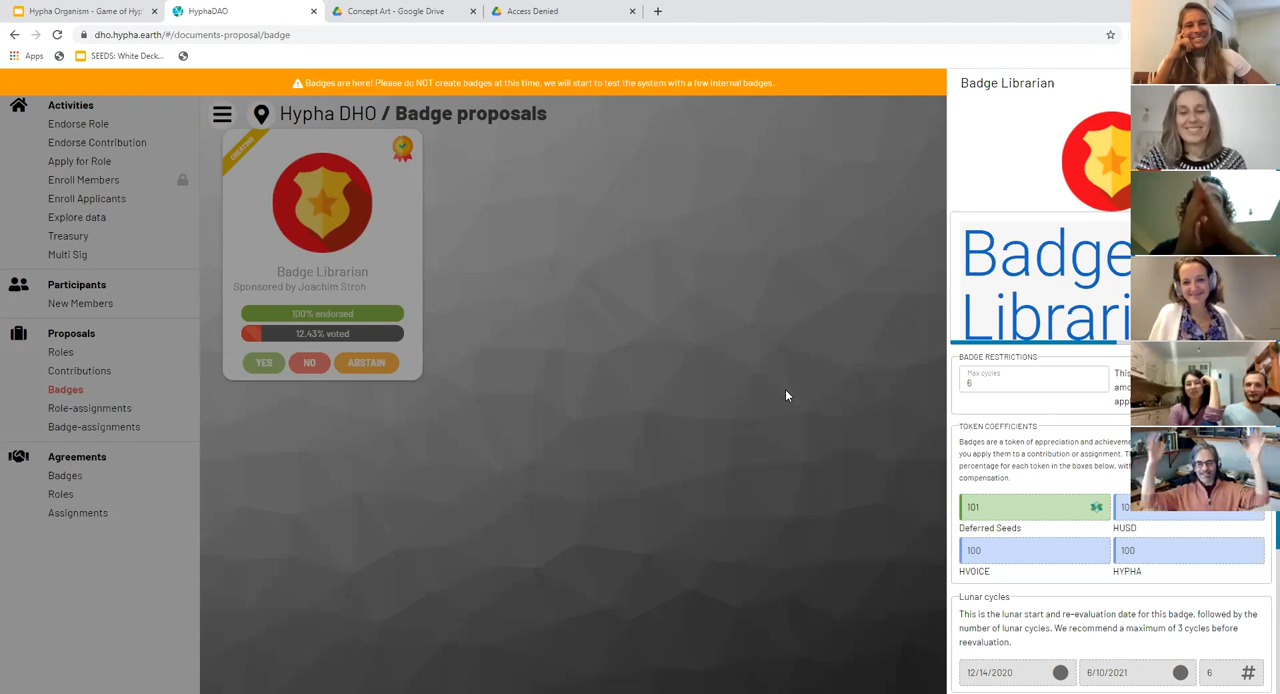 Hypha Organism - Game of Hyp
HyphaDAO
Concept Art - Google Drive
Access Denied
dho.hypha.earth/#/documents-proposal/badge
Apps
SEEDS: White Deck...
Badges are here! Please do NOT create badges at this time, we will start to test the system with a few internal badges.
Activities
Endorse Role
Endorse Contribution
Apply for Role
Enroll Members
Enroll Applicants
Explore data
Treasury
Multi Sig
Participants
New Members
Proposals
Roles
Contributions
Badges
Role-assignments
Badge-assignments
Agreements
Badges
Roles
Assignments
Hypha DHO / Badge proposals
Badge Librarian
Sponsored by Joachim Stroh
100% endorsed
12.43% voted
YES
NO
ABSTAIN
Badge Librarian
Badge
Librari
BADGE RESTRICTIONS
Max cycles
6
This
amo
appl
TOKEN COEFFICIENTS
Badges are a token of appreciation and achieveme
you apply them to a contribution or assignment. T
percentage for each token in the boxes below, wit
compensation.
101
10
Deferred Seeds
HUSD
100
100
HVOICE
HYPHA
Lunar cycles
This is the lunar start and re-evaluation date for this badge, followed by the
number of lunar cycles. We recommend a maximum of 3 cycles before
reevaluation.
12/14/2020
6/10/2021
6